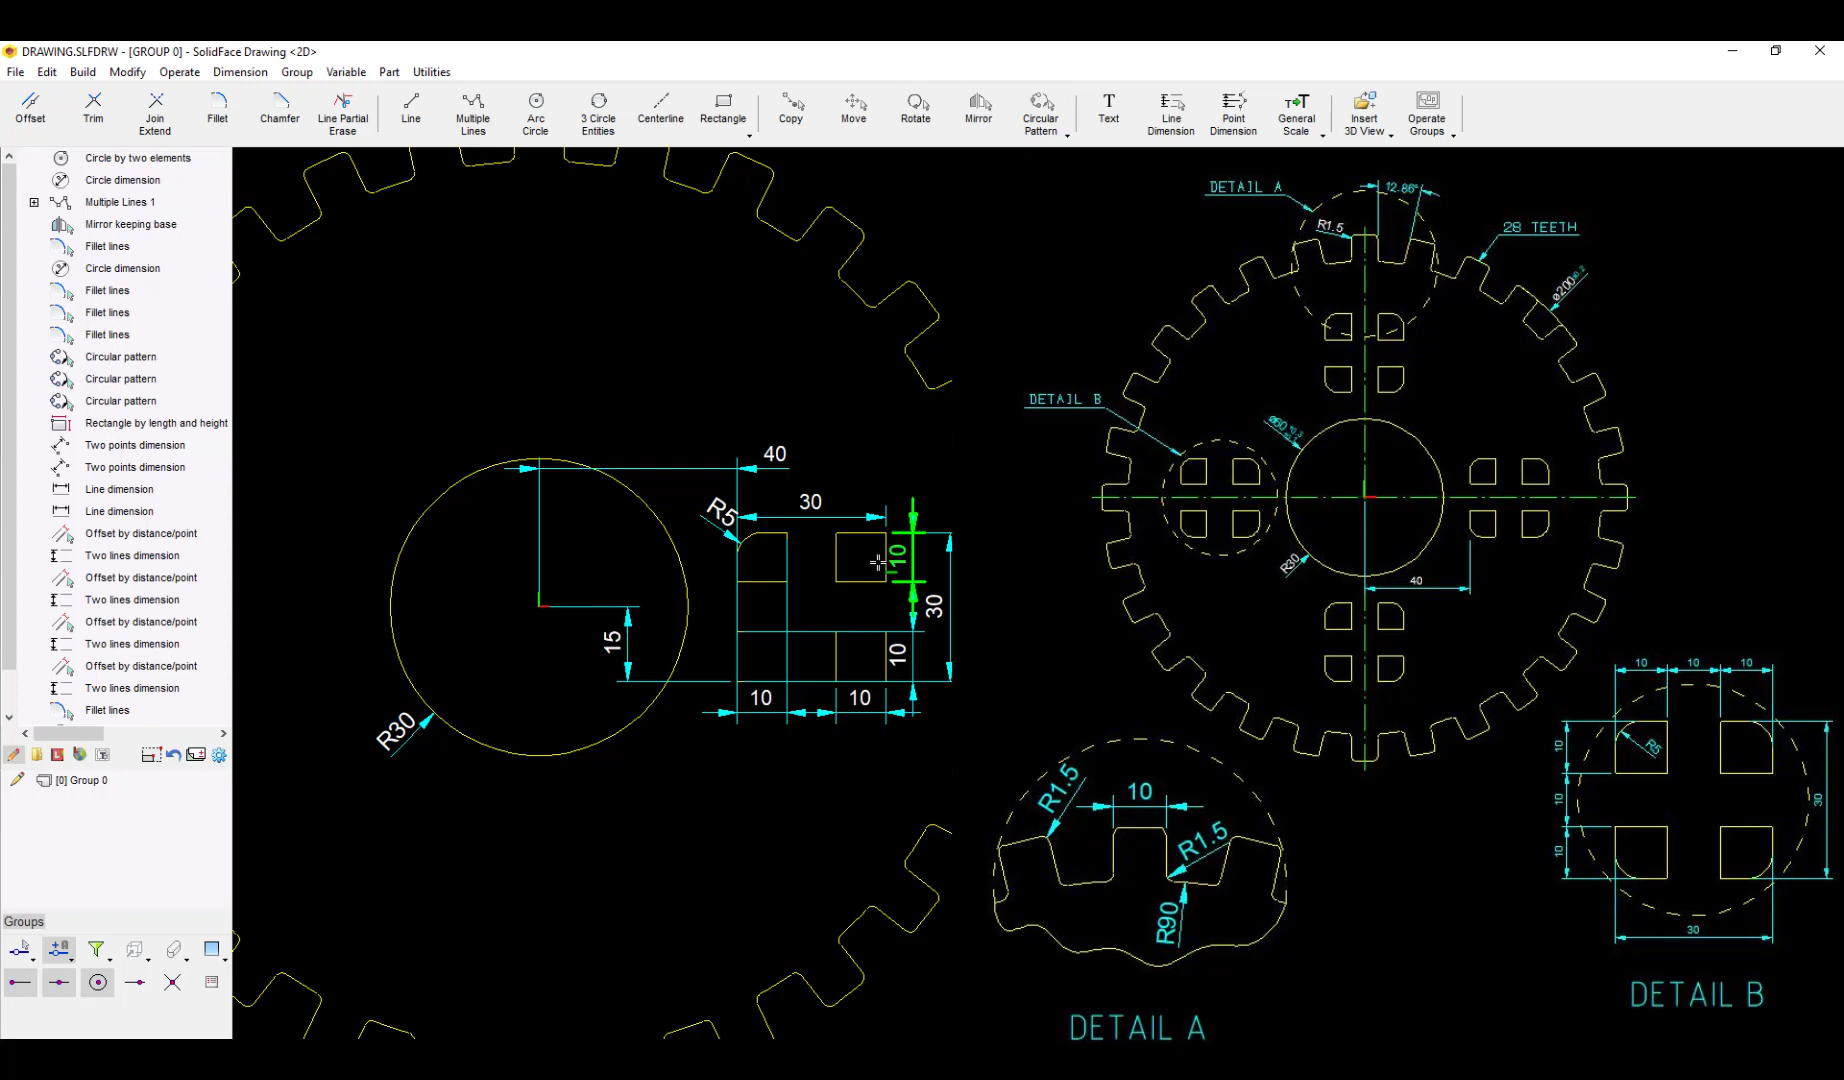 DRAWING.SLFDRW - [GROUP 0] - SolidFace Drawing <2D>
File Edit Build Modify Operate Dimension Group Variable Part Utilities
Offset
Trim
Join Extend
Fillet
Chamfer
Line Partial Erase
Line
Multiple Lines
Arc Circle
3 Circle Entities
Centerline
Rectangle
Copy
Move
Rotate
Mirror
Circular Pattern
Text
Line Dimension
Point Dimension
General Scale
Insert 3D View
Operate Groups
Circle by two elements
Circle dimension
Multiple Lines 1
Mirror keeping base
Fillet lines
Circle dimension
Fillet lines
Fillet lines
Fillet lines
Circular pattern
Circular pattern
Circular pattern
Rectangle by length and height
Two points dimension
Two points dimension
Line dimension
Line dimension
Offset by distance/point
Two lines dimension
Offset by distance/point
Two lines dimension
Offset by distance/point
Two lines dimension
Offset by distance/point
Two lines dimension
Fillet lines
[0] Group 0
Groups
40
30
R5
10
30
15
10
10
10
R30
DETAIL A
12.86°
R1.5
28 TEETH
ø200
DETAIL B
R30
40
R1.5
10
R1.5
R90
DETAIL A
10
10
10
10
R5
10
30
10
30
DETAIL B